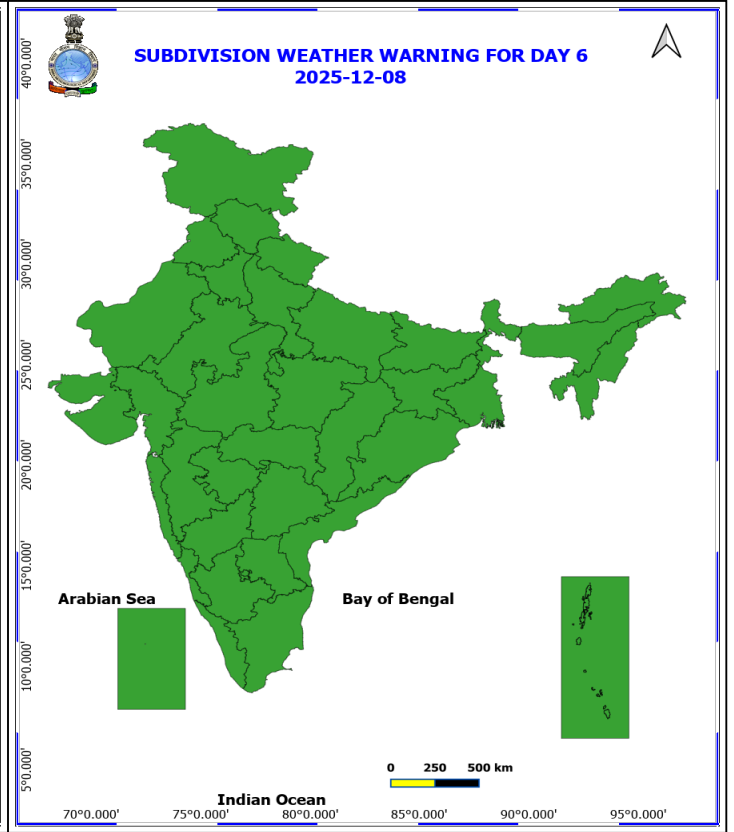 SUBDIVISION WEATHER WARNING FOR DAY 6
2025-12-08
40°0.000'
35°0.000'
30°0.000'
25°0.000'
20°0.000'
15°0.000'
10°0.000'
5°0.000'
Arabian Sea
Bay of Bengal
0 250 500 km
Indian Ocean
70°0.000' 75°0.000' 80°0.000' 85°0.000' 90°0.000' 95°0.000'